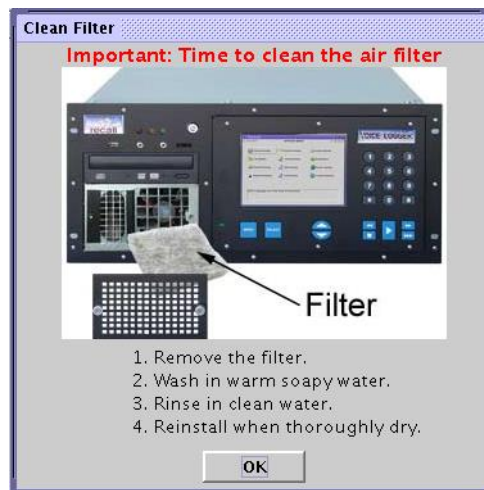 Clean Filter
Important: Time to clean the air filter
recall
VOICE LOGGER
Filter
1. Remove the filter.
2. Wash in warm soapy water.
3. Rinse in clean water.
4. Reinstall when thoroughly dry.
OK